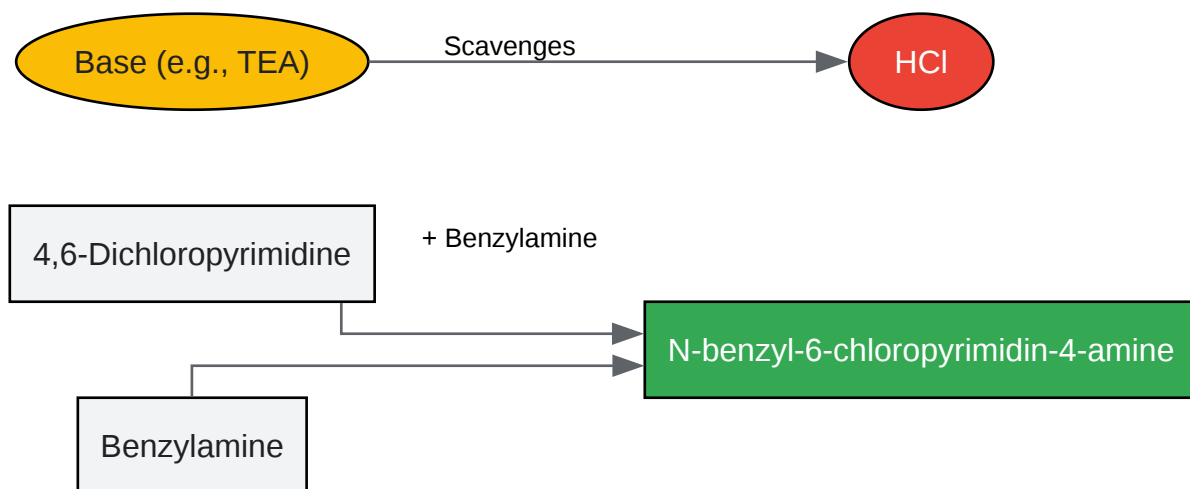 Base (e.g., TEA)
Scavenges
HCl
4,6-Dichloropyrimidine
+ Benzylamine
N-benzyl-6-chloropyrimidin-4-amine
Benzylamine